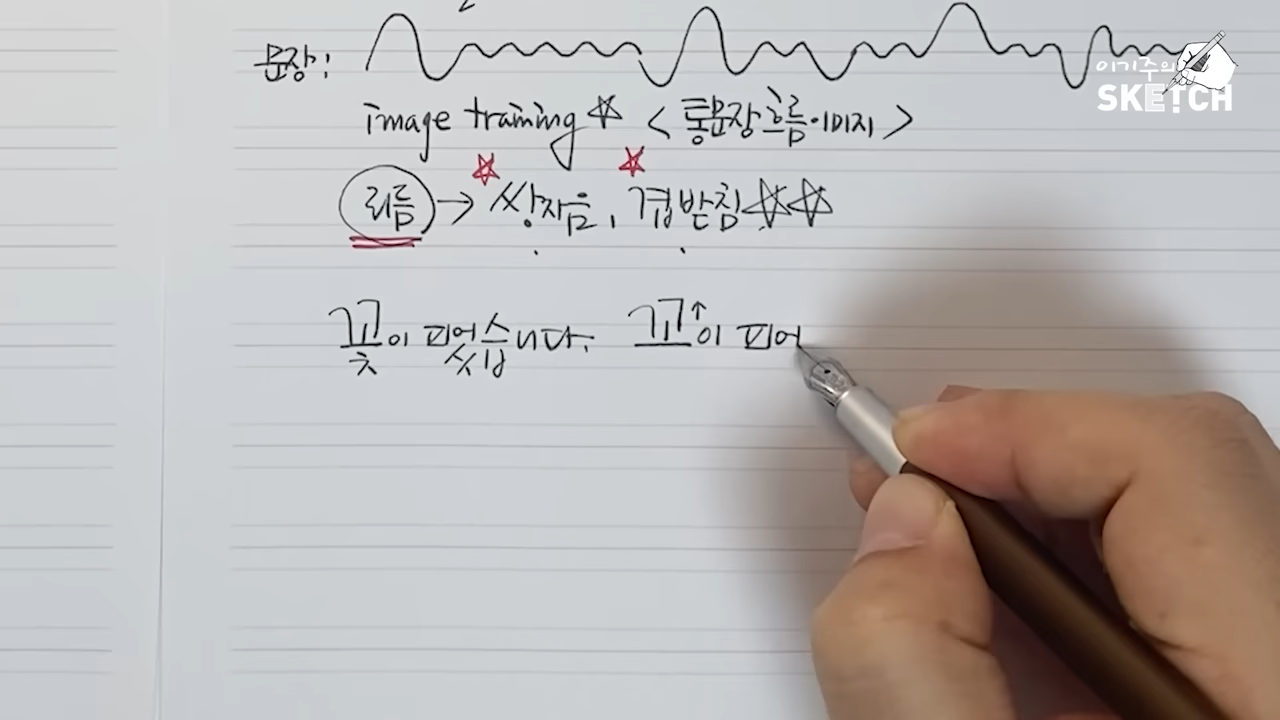 문장:
이기주의
SKETCH
image training ☆ <통문장 흐름 이미지>
리듬 → 쌍자음, 겹받침 ☆☆
꽃이 피었습니다. 꼬↑이 피어